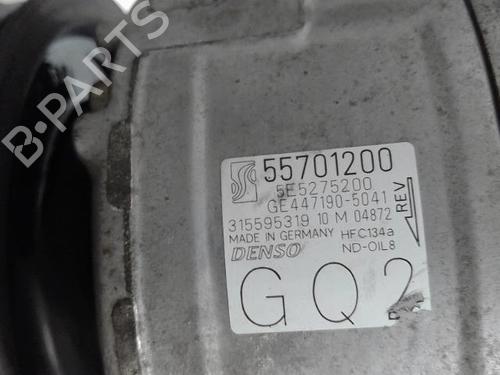 B-PARTS
55701200
5E5275200
GE447190-5041
315595319 10 M 04872
MADE IN GERMANY HFC134a
DENSO ND-OIL8
REV
GQ2